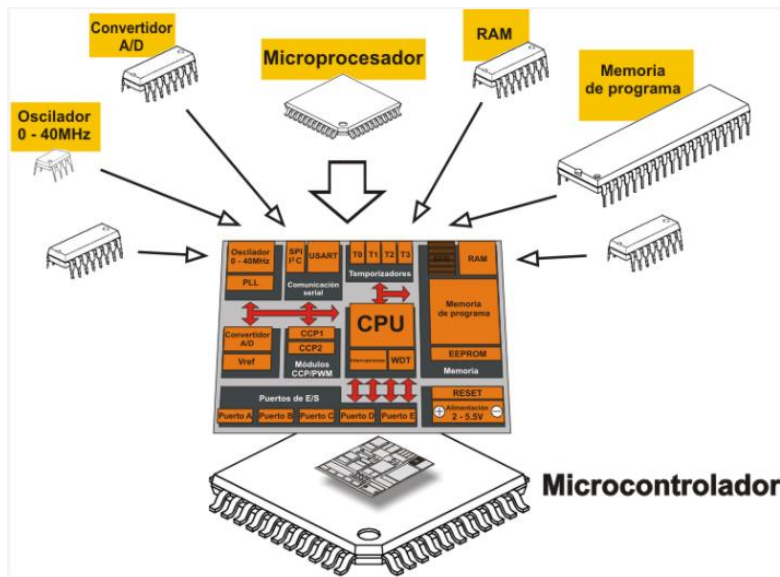 Convertidor
A/D
Microprocesador
RAM
Memoria
de programa
Oscilador
0 - 40MHz
Oscilador
0 - 40MHz
PLL
SPI
I²C
USART
Comunicación
serial
T0 T1 T2 T3
Temporizadores
RAM
Memoria
de programa
EEPROM
Memoria
CPU
Interrupciones
WDT
Convertidor
A/D
Vref
CCP1
CCP2
Módulos
CCP/PWM
Puertos de E/S
Puerto A Puerto B Puerto C Puerto D Puerto E
RESET
+ Alimentación -
2 - 5.5V
Microcontrolador